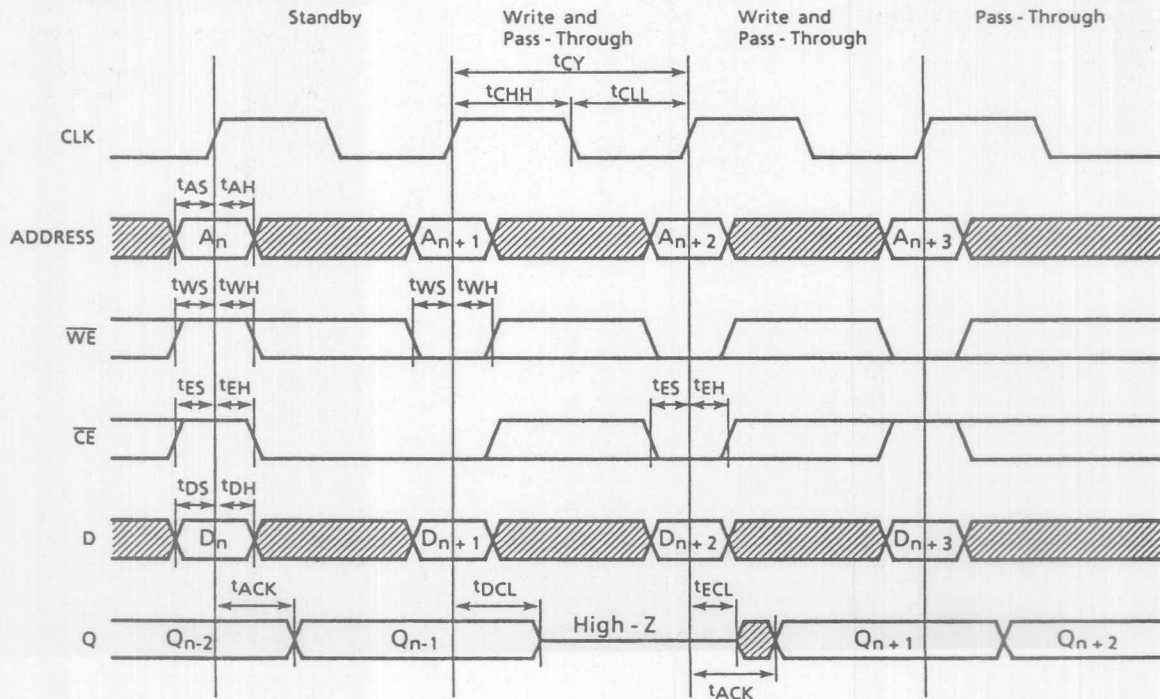 Standby
Write and
Pass - Through
Write and
Pass - Through
Pass - Through
tCY
tCHH
tCLL
CLK
tAS
tAH
ADDRESS
An
An + 1
An + 2
An + 3
tWS
tWH
tWS
tWH
WE
tES
tEH
tES
tEH
CE
tDS
tDH
D
Dn
Dn + 1
Dn + 2
Dn + 3
tACK
tDCL
tECL
Q
Qn-2
Qn-1
High - Z
Qn + 1
Qn + 2
tACK